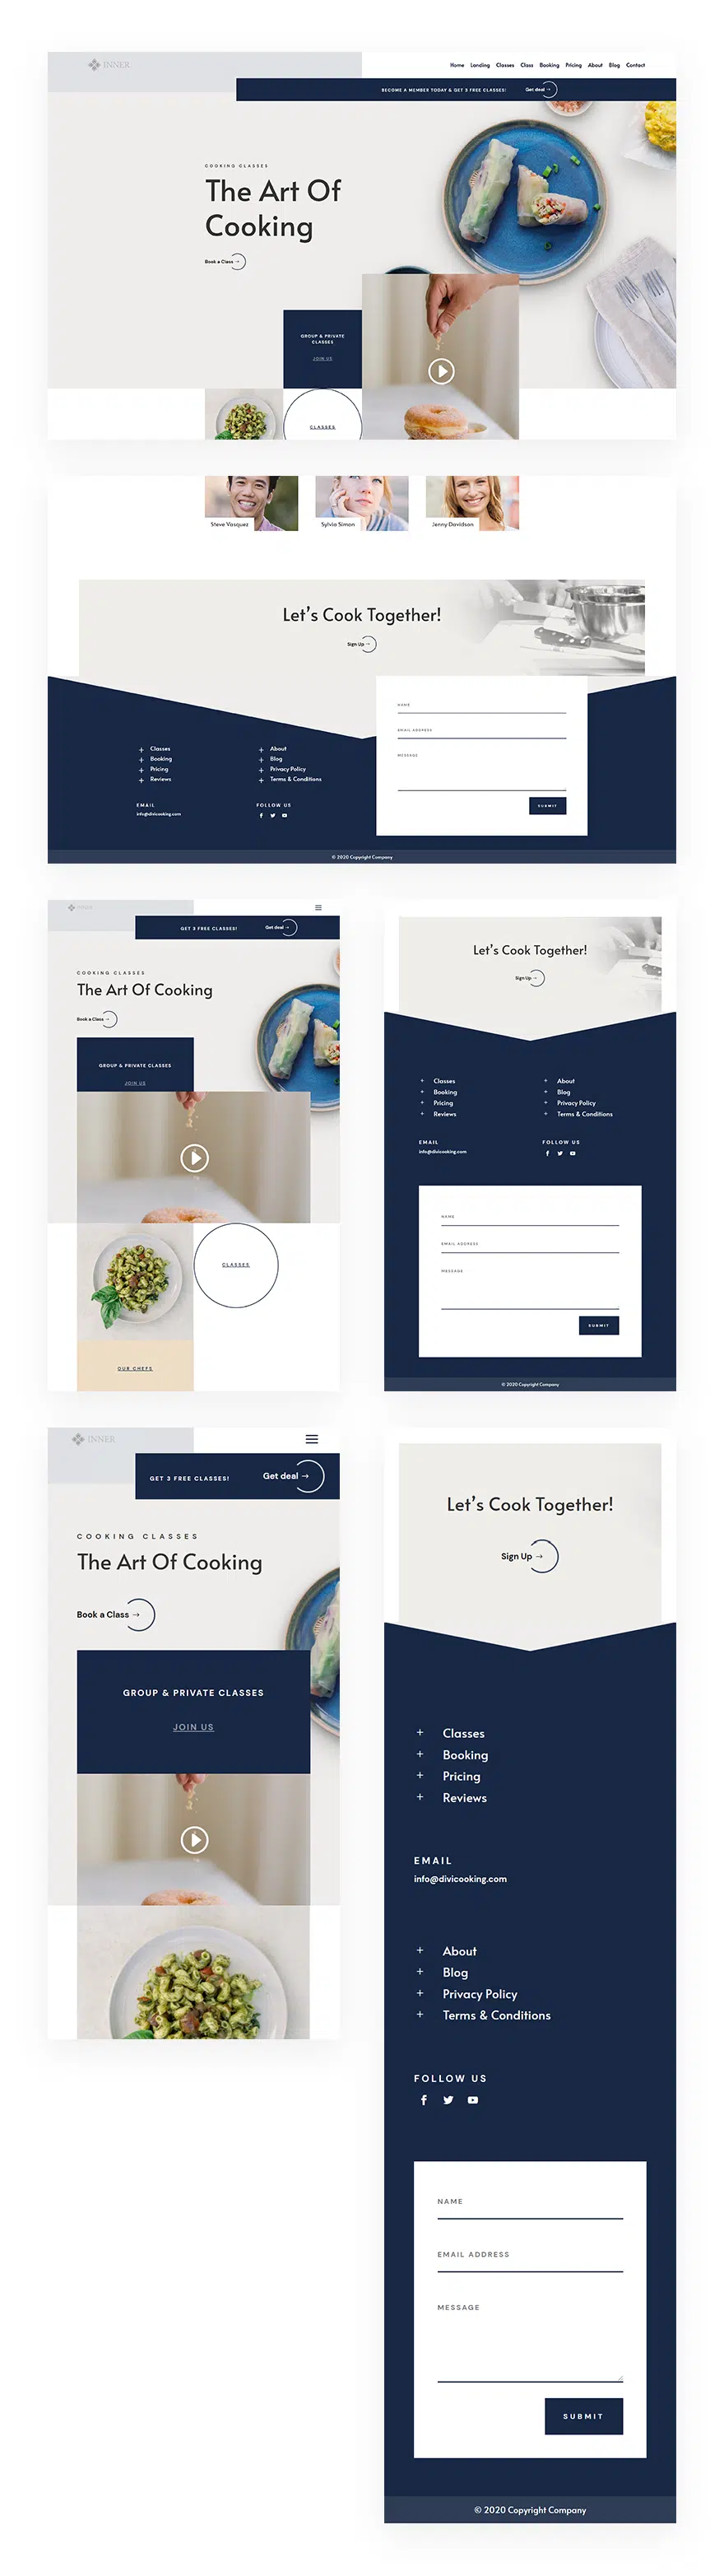 INNER
Home Landing Classes Class Booking Pricing About Blog Contact
BECOME A MEMBER TODAY & GET 3 FREE CLASSES!
Get deal →
COOKING CLASSES
The Art Of
Cooking
Book a Class →
GROUP & PRIVATE
CLASSES
JOIN US
CLASSES
Steve Vasquez
Sylvia Simon
Jenny Davidson
Let's Cook Together!
Sign Up →
NAME
EMAIL ADDRESS
MESSAGE
SUBMIT
+ Classes
+ Booking
+ Pricing
+ Reviews
+ About
+ Blog
+ Privacy Policy
+ Terms & Conditions
EMAIL
info@divicooking.com
FOLLOW US
© 2020 Copyright Company
GET 3 FREE CLASSES!
Get deal →
COOKING CLASSES
The Art Of Cooking
Book a Class →
GROUP & PRIVATE CLASSES
JOIN US
CLASSES
OUR CHEFS
Let's Cook Together!
Sign Up →
+ Classes
+ Booking
+ Pricing
+ Reviews
+ About
+ Blog
+ Privacy Policy
+ Terms & Conditions
EMAIL
info@divicooking.com
FOLLOW US
NAME
EMAIL ADDRESS
MESSAGE
SUBMIT
© 2020 Copyright Company
INNER
GET 3 FREE CLASSES!
Get deal →
COOKING CLASSES
The Art Of Cooking
Book a Class →
GROUP & PRIVATE CLASSES
JOIN US
Let's Cook Together!
Sign Up →
+ Classes
+ Booking
+ Pricing
+ Reviews
EMAIL
info@divicooking.com
+ About
+ Blog
+ Privacy Policy
+ Terms & Conditions
FOLLOW US
NAME
EMAIL ADDRESS
MESSAGE
SUBMIT
© 2020 Copyright Company